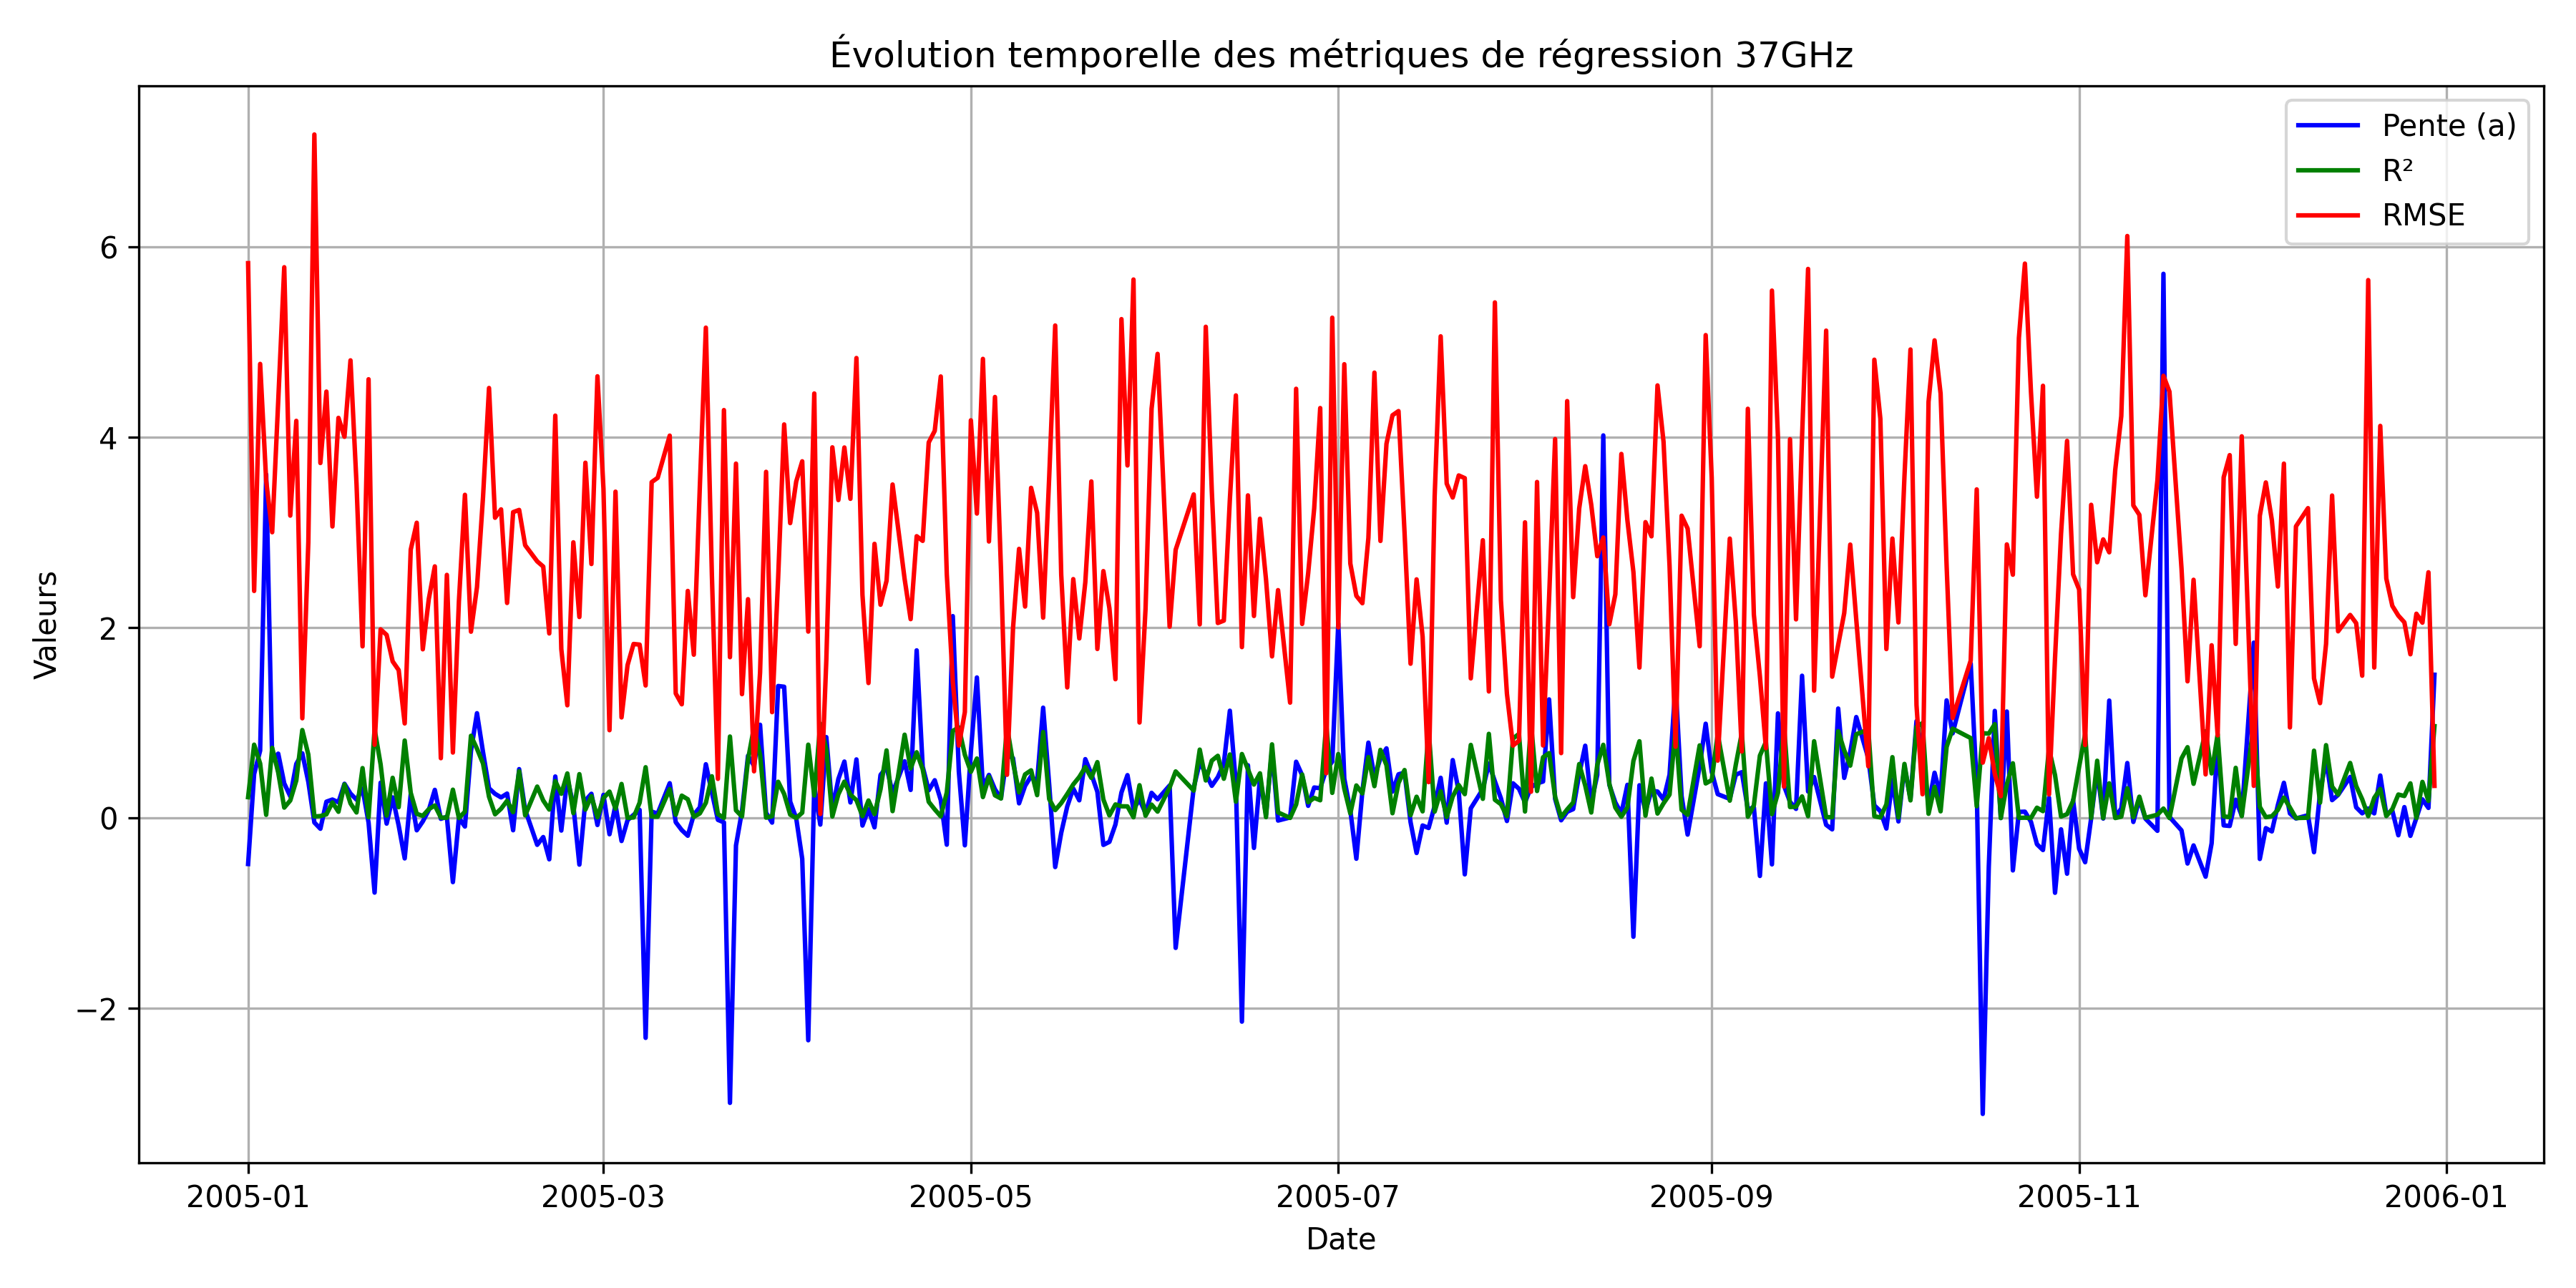 Évolution temporelle des métriques de régression 37GHz
Pente (a)
R²
RMSE
6
4
2
0
−2
Valeurs
2005-01
2005-03
2005-05
2005-07
2005-09
2005-11
2006-01
Date